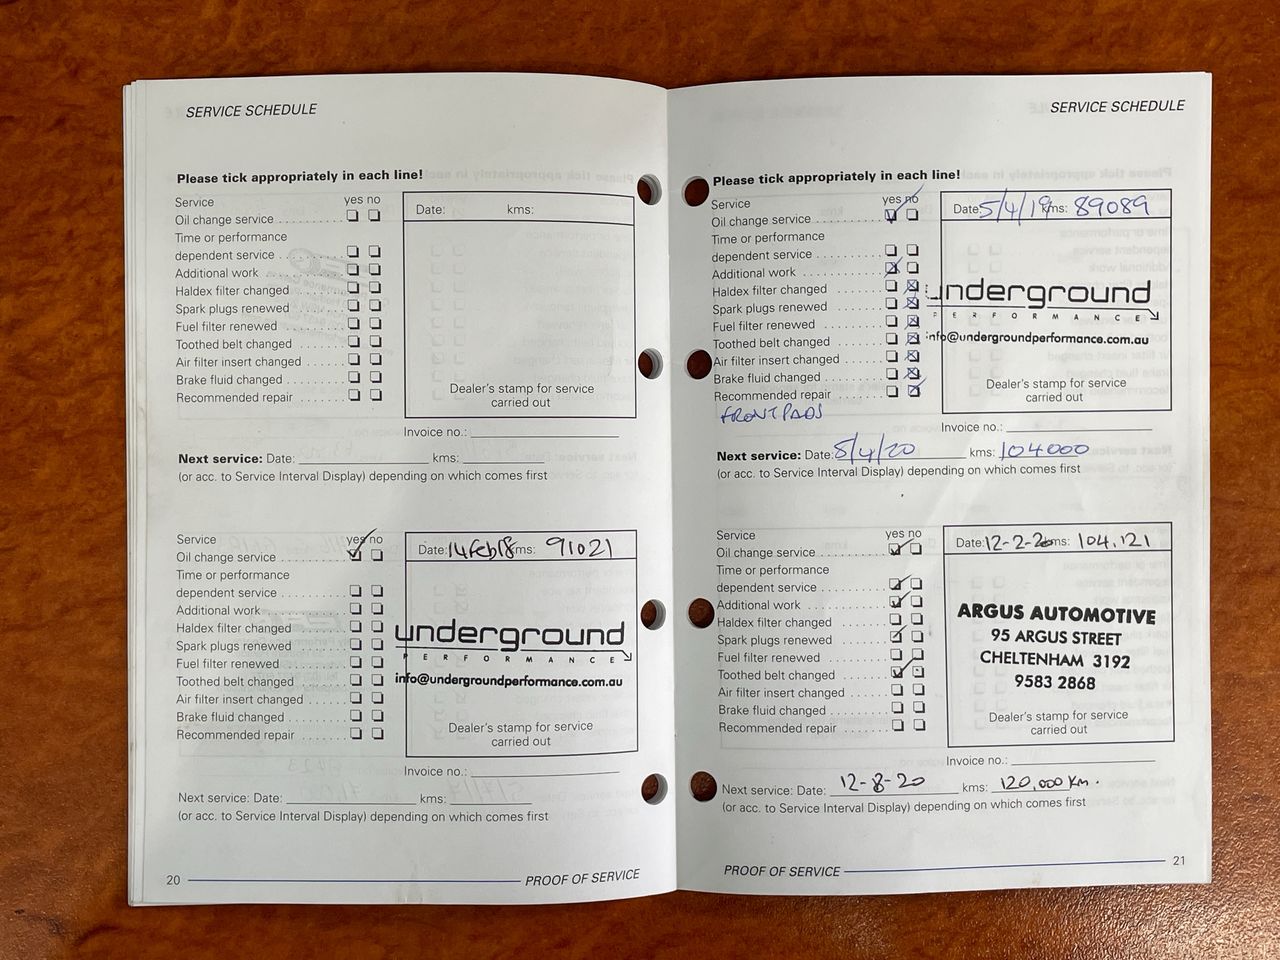 SERVICE SCHEDULE
Please tick appropriately in each line!
Service yes no
Oil change service
Time or performance
dependent service
Additional work
Haldex filter changed
Spark plugs renewed
Fuel filter renewed
Toothed belt changed
Air filter insert changed
Brake fluid changed
Recommended repair
Date: kms:
Dealer's stamp for service
carried out
Invoice no.:
Next service: Date: kms:
(or acc. to Service Interval Display) depending on which comes first
Service yes no
Oil change service
Time or performance
dependent service
Additional work
Haldex filter changed
Spark plugs renewed
Fuel filter renewed
Toothed belt changed
Air filter insert changed
Brake fluid changed
Recommended repair
Date: 14 Feb 18 kms: 91021
underground
PERFORMANCE
info@undergroundperformance.com.au
Dealer's stamp for service
carried out
Invoice no.:
Next service: Date: kms:
(or acc. to Service Interval Display) depending on which comes first
20 PROOF OF SERVICE
SERVICE SCHEDULE
Please tick appropriately in each line!
Service yes no
Oil change service
Time or performance
dependent service
Additional work
Haldex filter changed
Spark plugs renewed
Fuel filter renewed
Toothed belt changed
Air filter insert changed
Brake fluid changed
Recommended repair
FRONT PADS
Date: 5/4/19 kms: 89089
underground
PERFORMANCE
info@undergroundperformance.com.au
Dealer's stamp for service
carried out
Invoice no.:
Next service: Date: 5/4/20 kms: 104000
(or acc. to Service Interval Display) depending on which comes first
Service yes no
Oil change service
Time or performance
dependent service
Additional work
Haldex filter changed
Spark plugs renewed
Fuel filter renewed
Toothed belt changed
Air filter insert changed
Brake fluid changed
Recommended repair
Date: 12-2-20 kms: 104,121
ARGUS AUTOMOTIVE
95 ARGUS STREET
CHELTENHAM 3192
9583 2868
Dealer's stamp for service
carried out
Invoice no.:
Next service: Date: 12-8-20 kms: 120,000 Km.
(or acc. to Service Interval Display) depending on which comes first
PROOF OF SERVICE 21